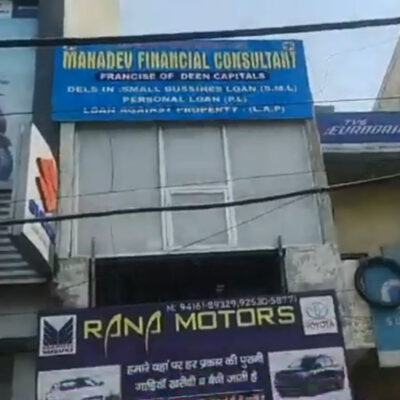 MAHADEV FINANCIAL CONSULTANT
FRANCISE OF DEEN CAPITALS
DELS IN :SMALL BUSSINES LOAN (S.M.L)
PERSONAL LOAN (P.L)
LOAN AGAINST PROPERTY : (L.A.P)
TVS
M: 94161-89329, 92530-58771
RANA MOTORS
TOYOTA
हमारे यहाँ पर हर प्रकार की पुरानी
गाड़ियाँ खरीदी व बेची जाती है